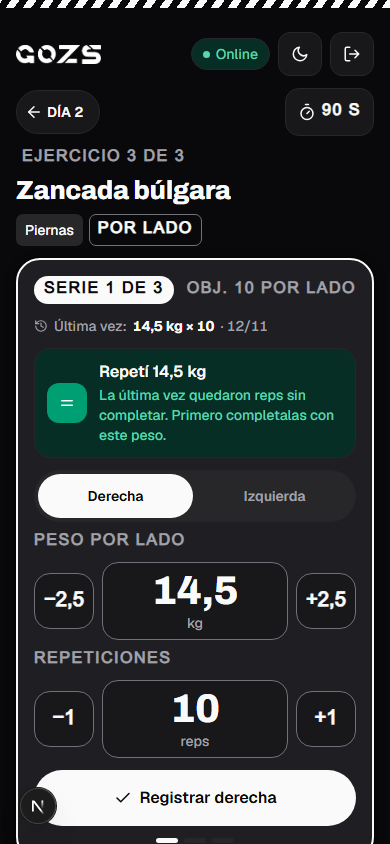 GOZS
Online
DÍA 2
90 S
EJERCICIO 3 DE 3
Zancada búlgara
Piernas
POR LADO
SERIE 1 DE 3
OBJ. 10 POR LADO
Última vez: 14,5 kg × 10 · 12/11
Repetí 14,5 kg
La última vez quedaron reps sin
completar. Primero completalas con
este peso.
=
Derecha
Izquierda
PESO POR LADO
−2,5
14,5
kg
+2,5
REPETICIONES
−1
10
reps
+1
Registrar derecha
N